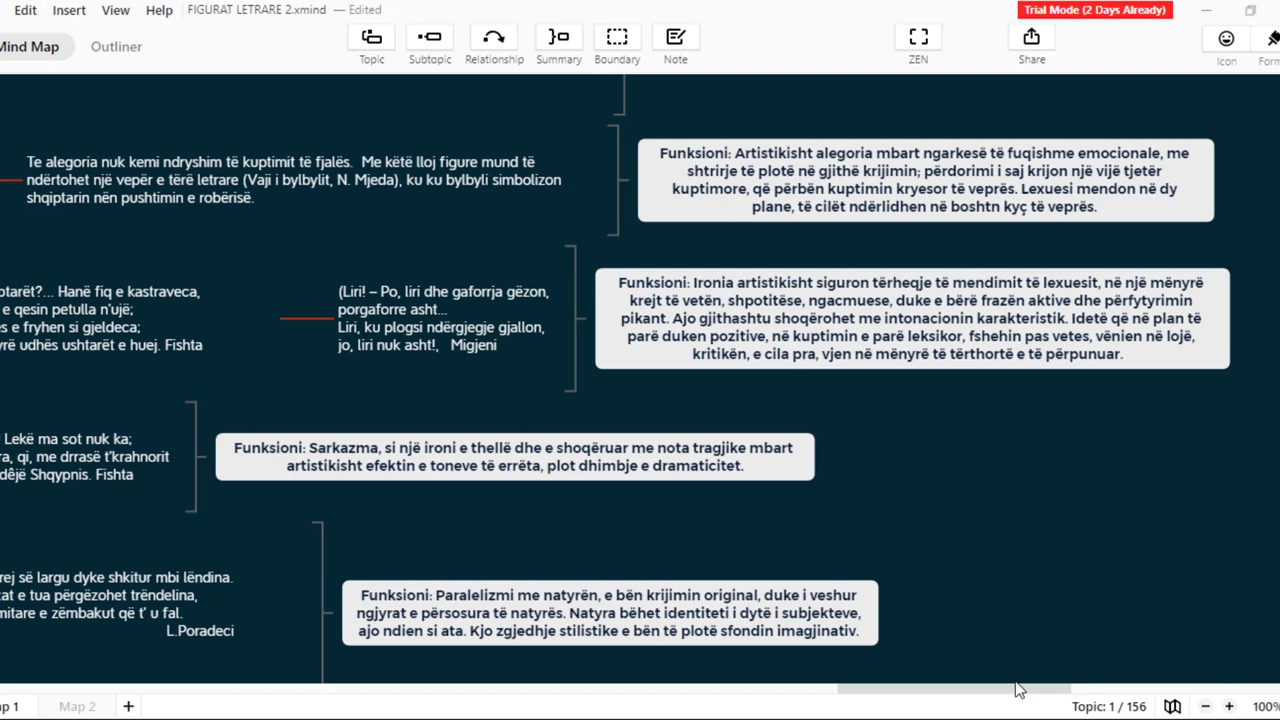 Edit Insert View Help FIGURAT LETRARE 2.xmind — Edited
Trial Mode (2 Days Already)
Mind Map Outliner
Topic Subtopic Relationship Summary Boundary Note ZEN Share Icon
Te alegoria nuk kemi ndryshim të kuptimit të fjalës. Me këtë lloj figure mund të
ndërtohet një vepër e tërë letrare (Vaji i bylbylit, N. Mjeda), ku ku bylbyli simbolizon
shqiptarin nën pushtimin e robërisë.
Funksioni: Artistikisht alegoria mbart ngarkesë të fuqishme emocionale, me
shtrirje të plotë në gjithë krijimin; përdorimi i saj krijon një vijë tjetër
kuptimore, që përbën kuptimin kryesor të veprës. Lexuesi mendon në dy
plane, të cilët ndërlidhen në boshtn kyç të veprës.
ptarët?... Hanë fiq e kastraveca,
e qesin petulla n'ujë;
s e fryhen si gjeldeca;
yrë udhës ushtarët e huej. Fishta
(Liri! – Po, liri dhe gaforrja gëzon,
porgaforre asht...
Liri, ku plogsi ndërgjegje gjallon,
jo, liri nuk asht!, Migjeni
Funksioni: Ironia artistikisht siguron tërheqje të mendimit të lexuesit, në një mënyrë
krejt të vetën, shpotitëse, ngacmuese, duke e bërë frazën aktive dhe përfytyrimin
pikant. Ajo gjithashtu shoqërohet me intonacionin karakteristik. Idetë që në plan të
parë duken pozitive, në kuptimin e parë leksikor, fshehin pas vetes, vënien në lojë,
kritikën, e cila pra, vjen në mënyrë të tërthortë e të përpunuar.
Lekë ma sot nuk ka;
ra, qi, me drrasë t'krahnorit
dêjë Shqypnis. Fishta
Funksioni: Sarkazma, si një ironi e thellë dhe e shoqëruar me nota tragjike mbart
artistikisht efektin e toneve të errëta, plot dhimbje e dramaticitet.
rej së largu dyke shkitur mbi lëndina.
at e tua përgëzohet trëndelina,
mitare e zëmbakut që t' u fal.
L.Poradeci
Funksioni: Paralelizmi me natyrën, e bën krijimin original, duke i veshur
ngjyrat e përsosura të natyrës. Natyra bëhet identiteti i dytë i subjekteve,
ajo ndien si ata. Kjo zgjedhje stilistike e bën të plotë sfondin imagjinativ.
ap 1 Map 2 + Topic: 1 / 156 100%